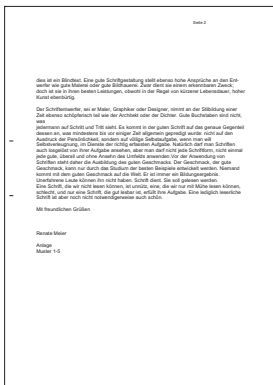 Seite 2
dies ist ein Blindtext. Eine gute Schriftgestaltung stellt ebenso hohe Ansprüche an den Ent-
werfer wie gute Malerei oder gute Bildhauerei. Zwar dient sie einem erkennbaren Zweck;
doch ist sie in ihren besten Leistungen, obwohl in der Regel von kürzerer Lebensdauer, hoher
Kunst ebenbürtig.
Der Schriftentwerfer, sei er Maler, Graphiker oder Designer, nimmt an der Stilbildung einer
Zeit ebenso schöpferisch teil wie der Architekt oder der Dichter. Gute Buchstaben sind nicht,
was
jedermann auf Schritt und Tritt sieht. Es kommt in der guten Schrift auf das genaue Gegenteil
dessen an, was mindestens bis vor einiger Zeit allgemein gepredigt wurde: nicht auf den
Ausdruck der Persönlichkeit, sondern auf völlige Selbstaufgabe, wenn man will
Selbstverleugnung, im Dienste der richtig erfassten Aufgabe. Natürlich darf man Schriften
auch losgelöst von ihrer Aufgabe ansehen, aber man darf nicht jede Schriftform, nicht einmal
jede gute, überall und ohne Ansehn des Umfelds anwenden.Vor der Anwendung von
Schriften steht daher die Ausbildung des guten Geschmacks. Der Geschmack, der gute
Geschmack, kann nur durch das Studium der besten Beispiele entwickelt werden. Niemand
kommt mit dem guten Geschmack auf die Welt. Er ist immer ein Bildungsergebnis.
Unerfahrene Leute können ihn nicht haben. Schrift dient. Sie soll gelesen werden.
Eine Schrift, die wir nicht lesen können, ist unnütz, eine, die wir nur mit Mühe lesen können,
schlecht, und nur eine Schrift, die gut lesbar ist, erfüllt ihre Aufgabe. Eine lediglich leserliche
Schrift ist aber noch nicht notwendigerweise auch schön.
Mit freundlichen Grüßen
Renate Maier
Anlage
Muster 1-5